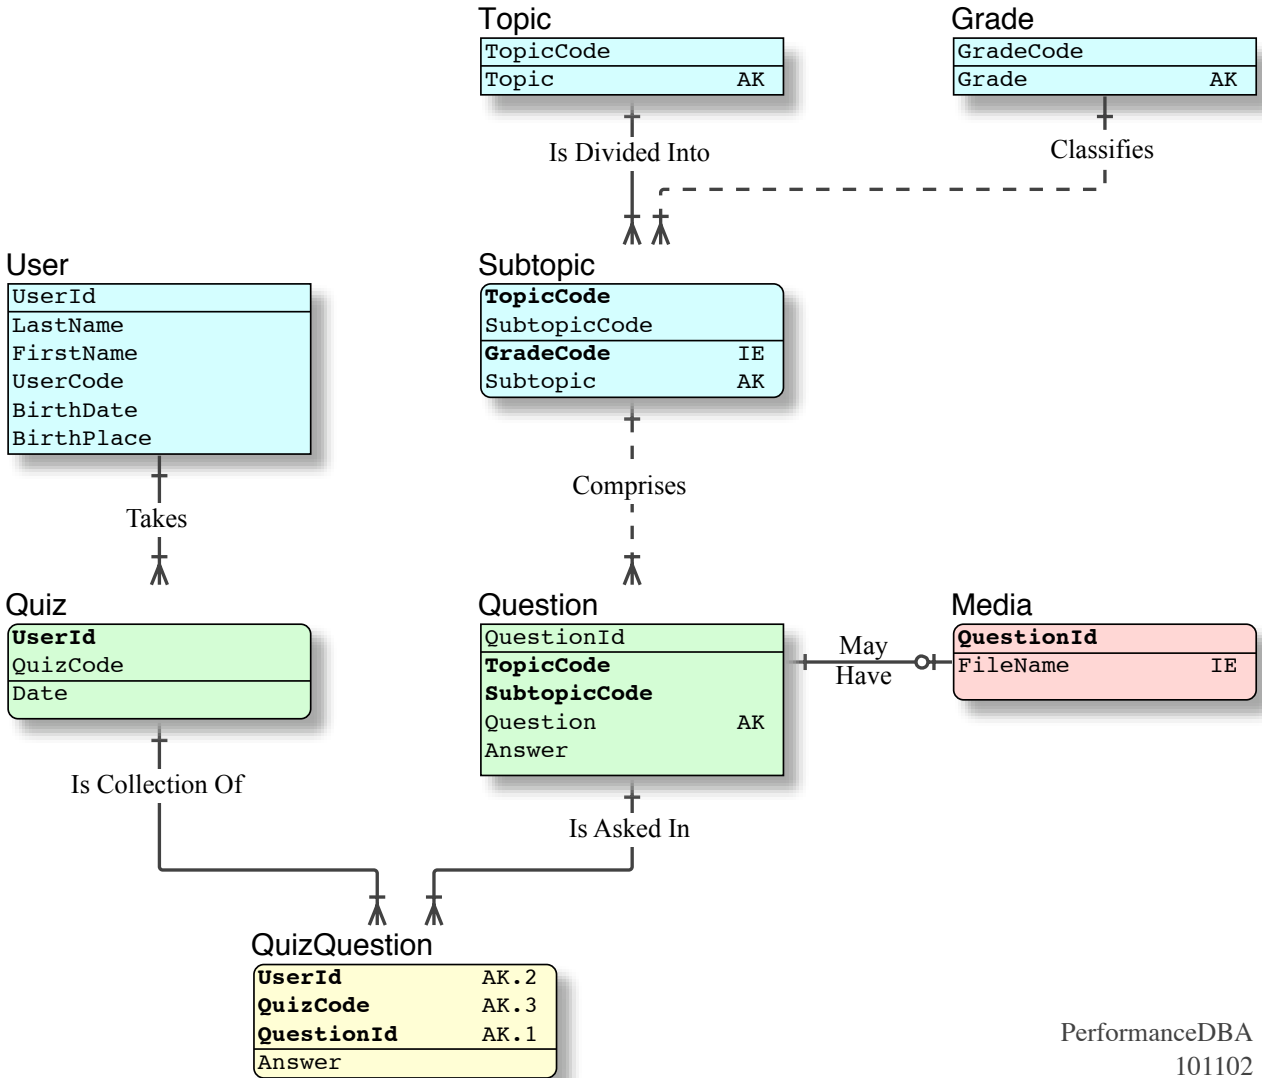 Topic
TopicCode
Topic AK
Grade
GradeCode
Grade AK
Is Divided Into
Classifies
User
UserId
LastName
FirstName
UserCode
BirthDate
BirthPlace
Subtopic
TopicCode
SubtopicCode
GradeCode IE
Subtopic AK
Takes
Comprises
Quiz
UserId
QuizCode
Date
Question
QuestionId
TopicCode
SubtopicCode
Question AK
Answer
May
Have
Media
QuestionId
FileName IE
Is Collection Of
Is Asked In
QuizQuestion
UserId AK.2
QuizCode AK.3
QuestionId AK.1
Answer
PerformanceDBA
101102